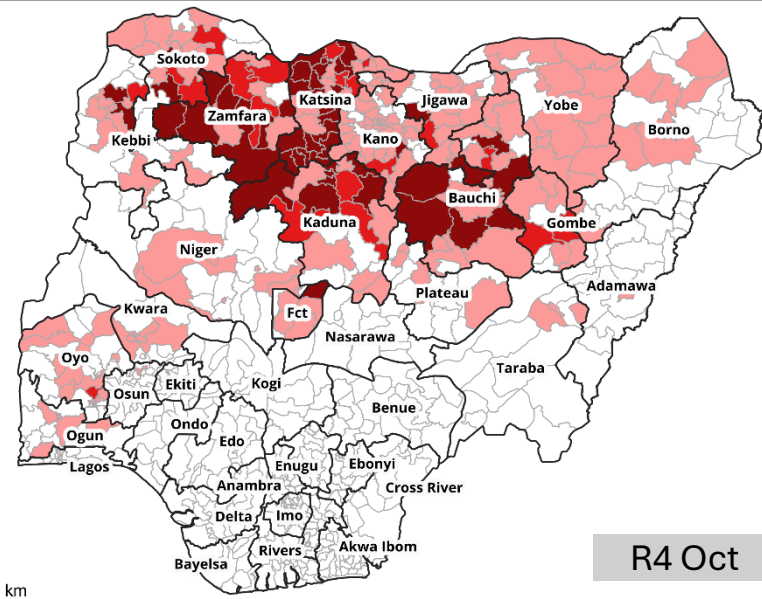 Sokoto
Katsina
Jigawa
Zamfara
Yobe
Kano
Borno
Kebbi
Bauchi
Kaduna
Gombe
Niger
Adamawa
Plateau
Kwara
Fct
Nasarawa
Oyo
Taraba
Kogi
Ekiti
Osun
Benue
Ondo
Ogun
Edo
Lagos
Enugu
Ebonyi
Anambra
Cross River
Delta
Imo
Rivers
Akwa Ibom
Bayelsa
R4 Oct
km